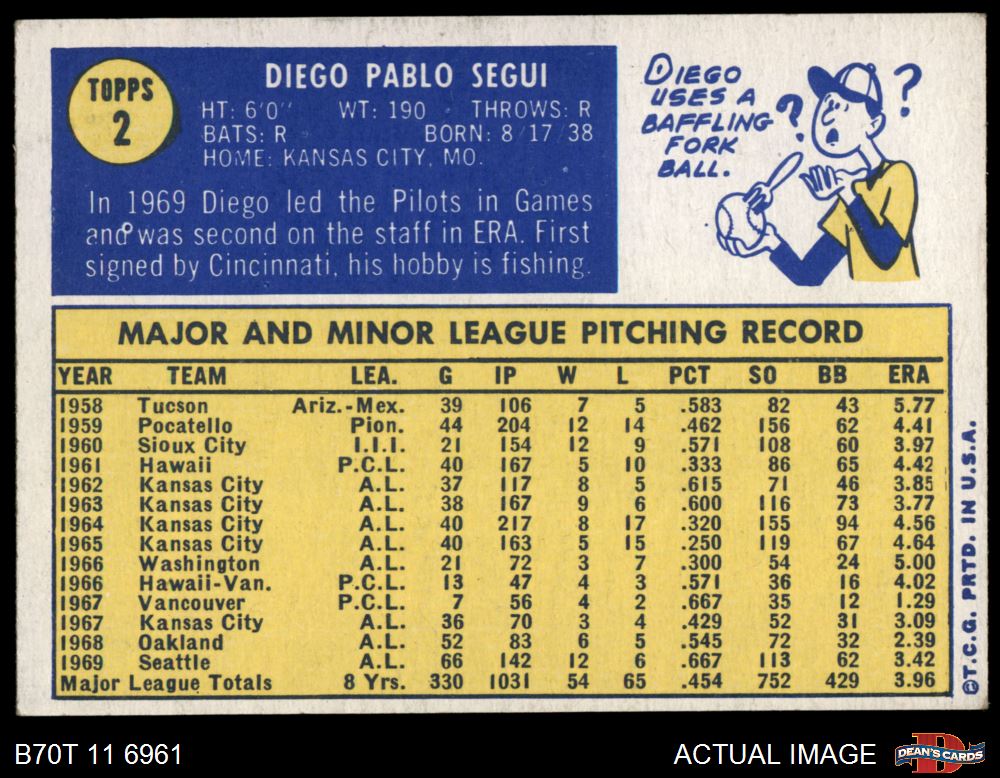 TOPPS
2
DIEGO PABLO SEGUI
HT: 6'0" WT: 190 THROWS: R
BATS: R BORN: 8/17/38
HOME: KANSAS CITY, MO.
In 1969 Diego led the Pilots in Games
and was second on the staff in ERA. First
signed by Cincinnati, his hobby is fishing.
DIEGO
USES A
BAFFLING
FORK
BALL.
? ?
MAJOR AND MINOR LEAGUE PITCHING RECORD
YEAR TEAM LEA. G IP W L PCT SO BB ERA
1958 Tucson Ariz.-Mex. 39 106 7 5 .583 82 43 5.77
1959 Pocatello Pion. 44 204 12 14 .462 156 62 4.41
1960 Sioux City I.I.I. 21 154 12 9 .571 108 60 3.97
1961 Hawaii P.C.L. 40 167 5 10 .333 86 65 4.42
1962 Kansas City A.L. 37 117 8 5 .615 71 46 3.85
1963 Kansas City A.L. 38 167 9 6 .600 116 73 3.77
1964 Kansas City A.L. 40 217 8 17 .320 155 94 4.56
1965 Kansas City A.L. 40 163 5 15 .250 119 67 4.64
1966 Washington A.L. 21 72 3 7 .300 54 24 5.00
1966 Hawaii-Van. P.C.L. 13 47 4 3 .571 36 16 4.02
1967 Vancouver P.C.L. 7 56 4 2 .667 35 12 1.29
1967 Kansas City A.L. 36 70 3 4 .429 52 31 3.09
1968 Oakland A.L. 52 83 6 5 .545 72 32 2.39
1969 Seattle A.L. 66 142 12 6 .667 113 62 3.42
Major League Totals 8 Yrs. 330 1031 54 65 .454 752 429 3.96
©T.C.G. PRTD. IN U.S.A.
B70T 11 6961
ACTUAL IMAGE
DEAN'S CARDS